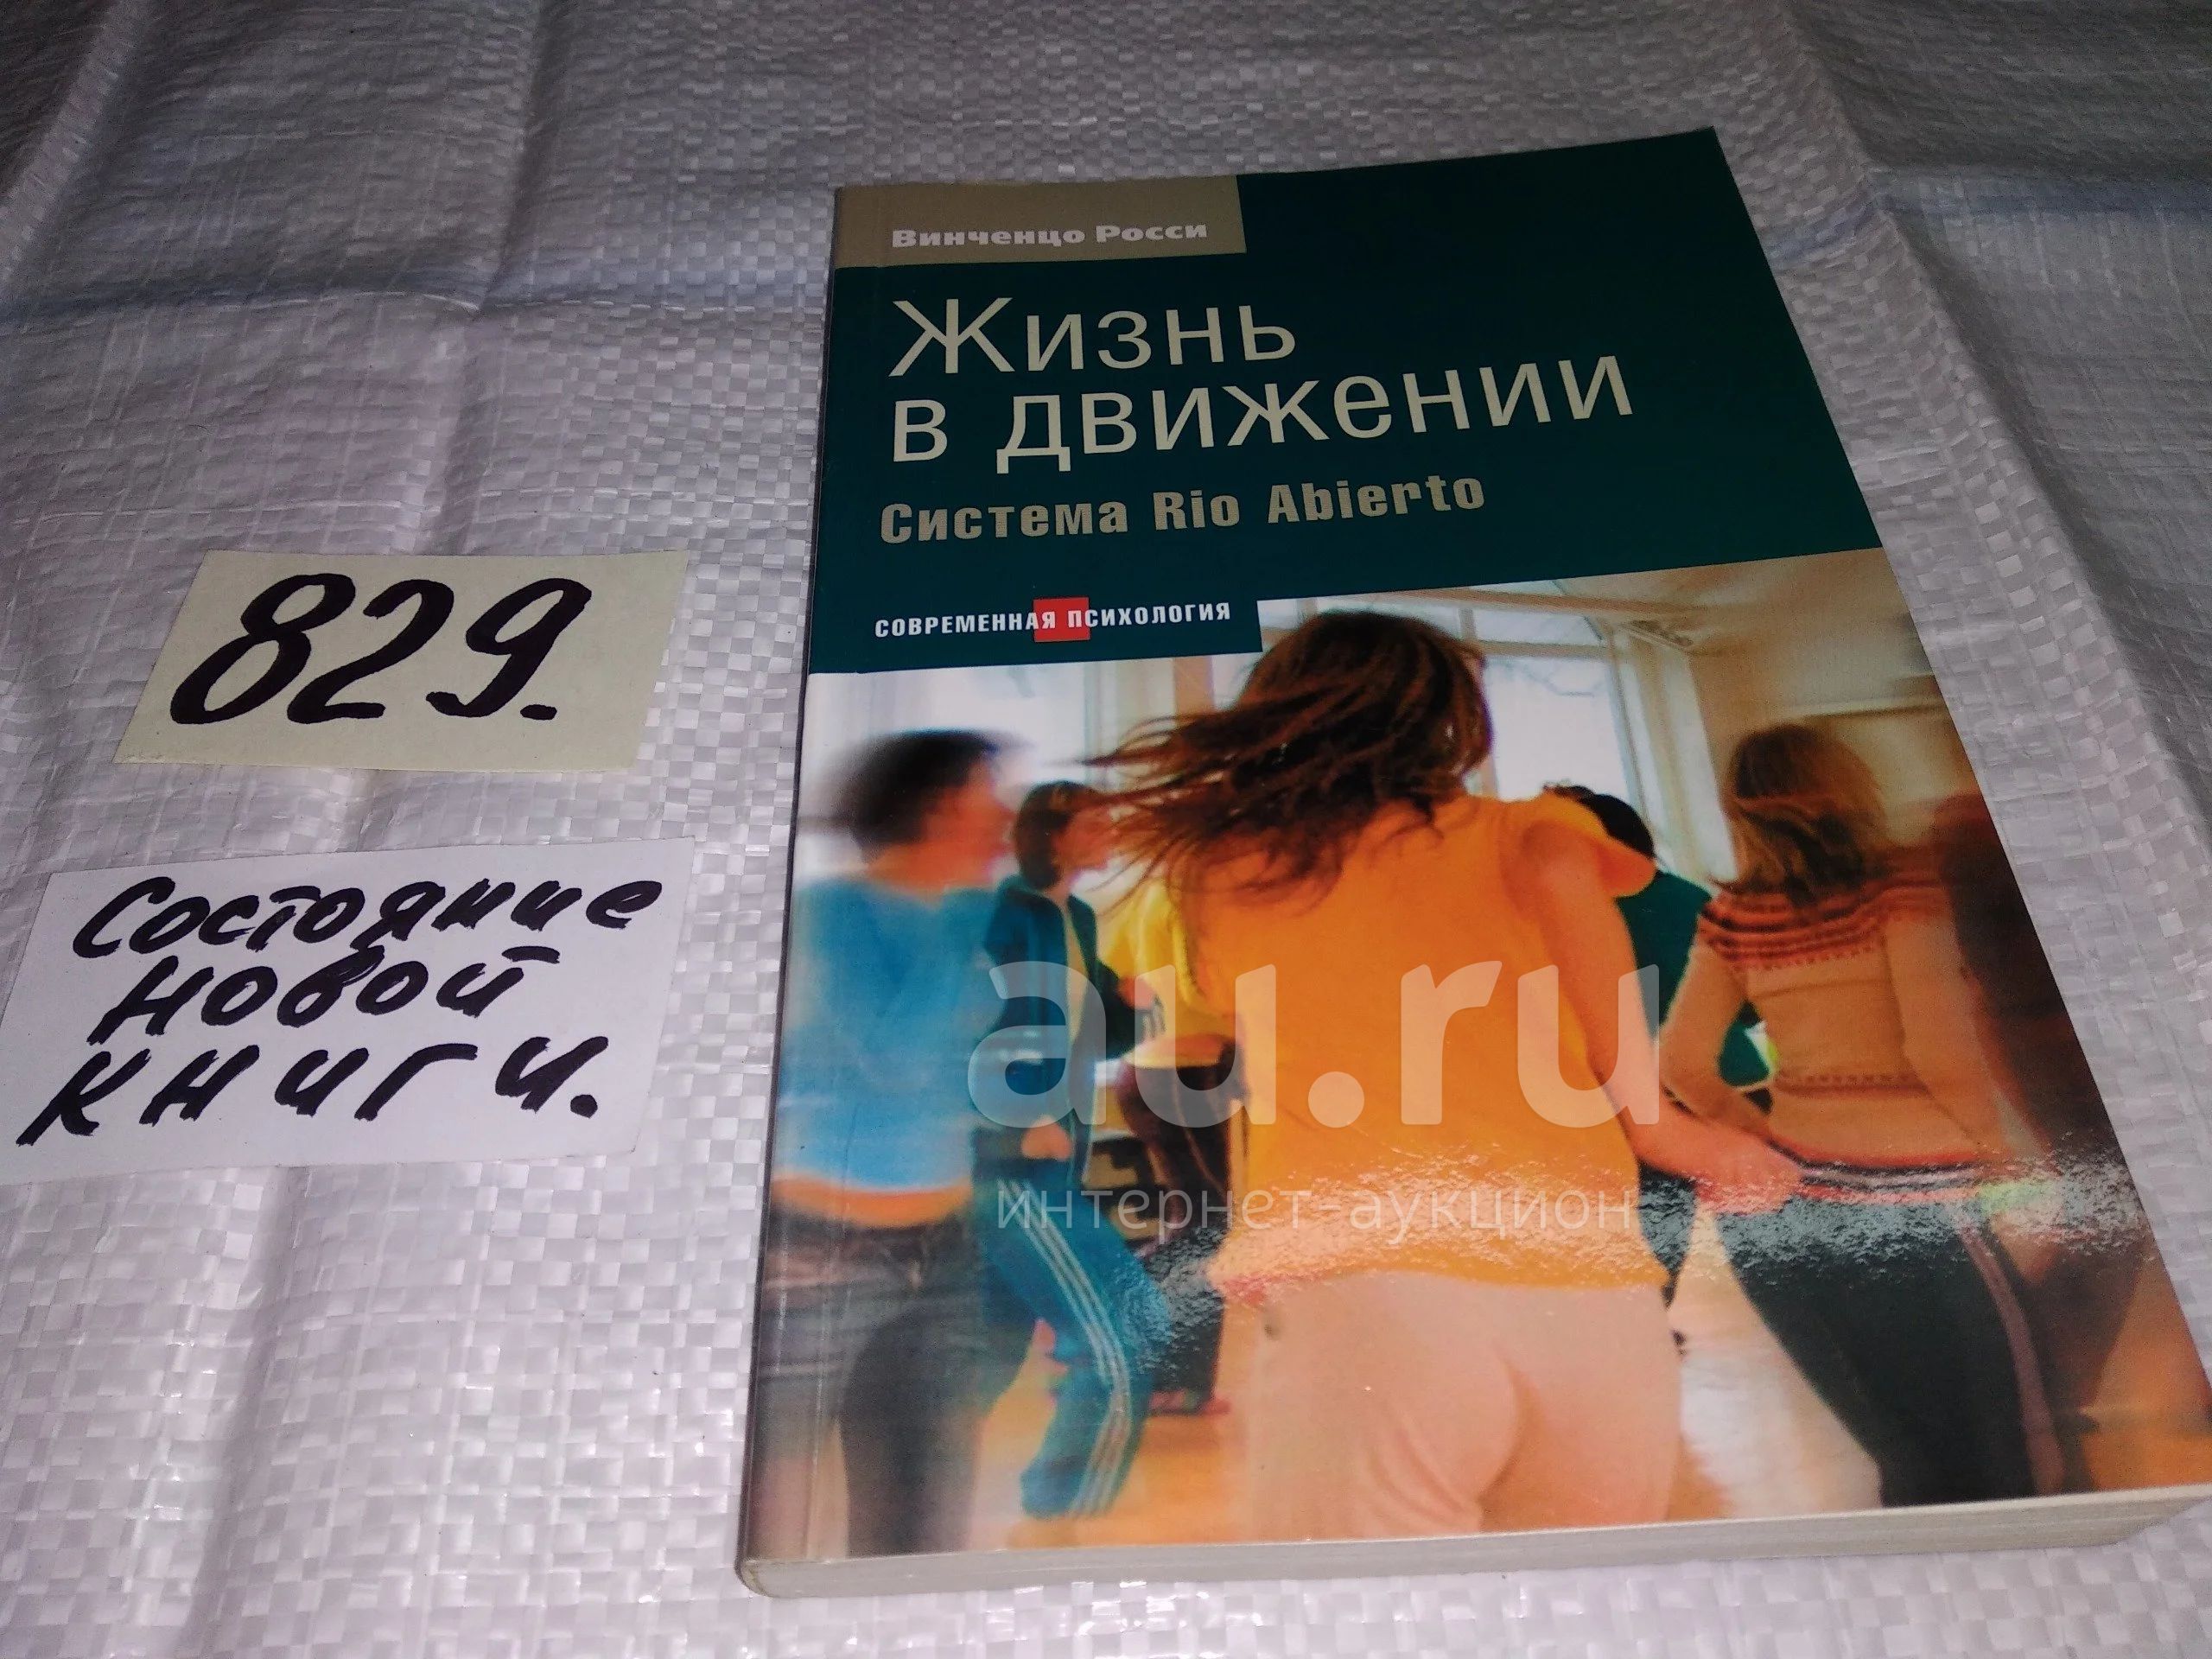 Винченцо Росси
Жизнь
в движении
Система Rio Abierto
СОВРЕМЕННАЯ ПСИХОЛОГИЯ
829.
Состояние
новой
книги.
au.ru
интернет-аукцион